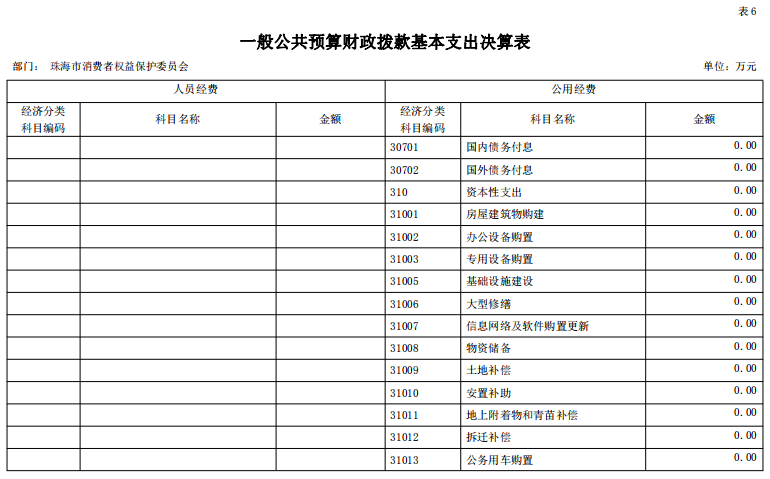 表 6
一般公共预算财政拨款基本支出决算表
部门： 珠海市消费者权益保护委员会 单位：万元
人员经费 公用经费
经济分类科目编码 科目名称 金额 经济分类科目编码 科目名称 金额
30701 国内债务付息 0.00
30702 国外债务付息 0.00
310 资本性支出 0.00
31001 房屋建筑物购建 0.00
31002 办公设备购置 0.00
31003 专用设备购置 0.00
31005 基础设施建设 0.00
31006 大型修缮 0.00
31007 信息网络及软件购置更新 0.00
31008 物资储备 0.00
31009 土地补偿 0.00
31010 安置补助 0.00
31011 地上附着物和青苗补偿 0.00
31012 拆迁补偿 0.00
31013 公务用车购置 0.00